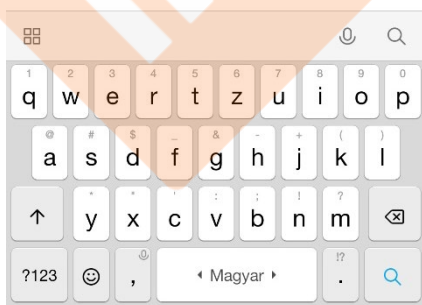 1 2 3 4 5 6 7 8 9 0
q w e r t z u i o p
@ # $ _ & - + ( )
a s d f g h j k l
" ' : ; ! ?
y x c v b n m
?123 , Magyar !? .